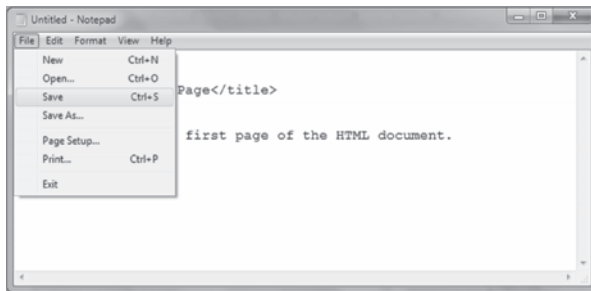 Untitled - Notepad
File Edit Format View Help
New Ctrl+N
Open... Ctrl+O
Page</title>
Save Ctrl+S
Save As...
first page of the HTML document.
Page Setup...
Print... Ctrl+P
Exit